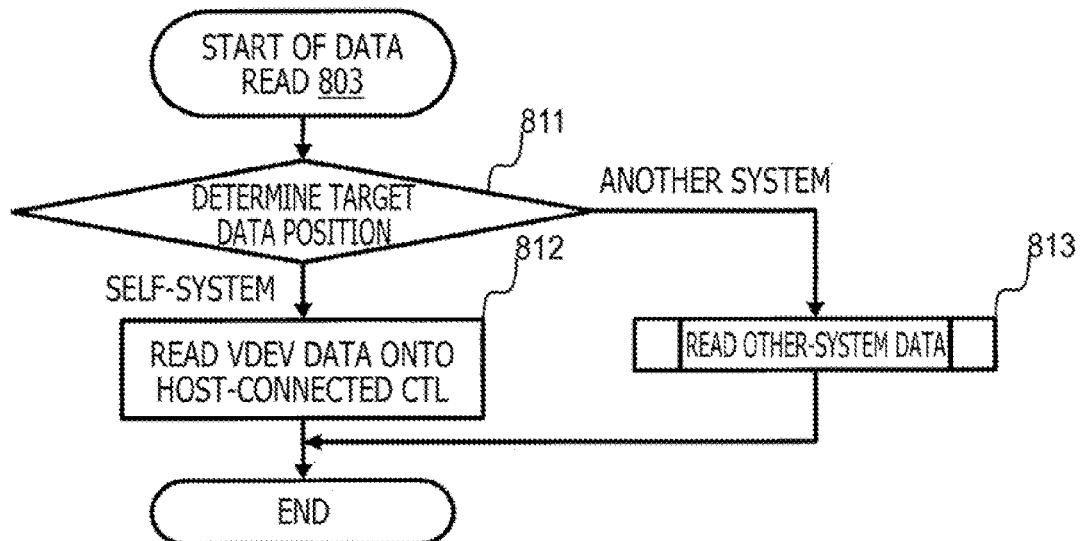 START OF DATA
READ 803
811
DETERMINE TARGET
DATA POSITION
ANOTHER SYSTEM
812
813
SELF-SYSTEM
READ VDEV DATA ONTO
HOST-CONNECTED CTL
READ OTHER-SYSTEM DATA
END